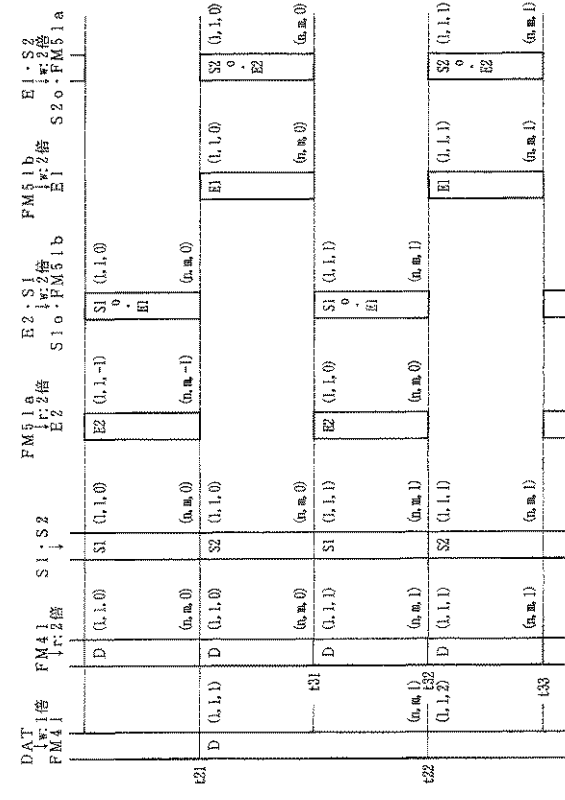 DAT
↓w:1倍
FM41
D (1,1,1)
(n,m,1)
(1,1,2)
t21
t22
FM41
↓r:2倍
D (1,1,0)
(n,m,0)
D (1,1,0)
(n,m,0)
D (1,1,1)
(n,m,1)
D (1,1,1)
(n,m,1)
t31
t32
t33
S1・S2
↓
S1 (1,1,0)
(n,m,0)
S2 (1,1,0)
(n,m,0)
S1 (1,1,1)
(n,m,1)
S2 (1,1,1)
(n,m,1)
FM51a
↓r:2倍
E2
E2 (1,1,-1)
(n,m,-1)
E2 (1,1,0)
(n,m,0)
E2・S1
↓w:2倍
S1o・FM51b
S1o・E1 (1,1,0)
(n,m,0)
S1o・E1 (1,1,1)
(n,m,1)
FM51b
↓w:2倍
E1
E1 (1,1,0)
(n,m,0)
E1 (1,1,1)
(n,m,1)
E1・S2
↓w:2倍
S2o・FM51a
S2o・E2 (1,1,0)
(n,m,0)
S2o・E2 (1,1,1)
(n,m,1)